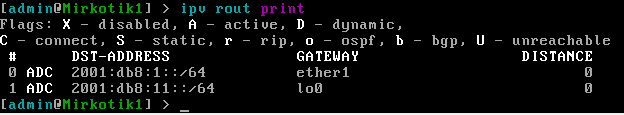 [admin@Mirkotik1] > ipv rout print
Flags: X - disabled, A - active, D - dynamic,
C - connect, S - static, r - rip, o - ospf, b - bgp, U - unreachable
# DST-ADDRESS GATEWAY DISTANCE
0 ADC 2001:db8:1::/64 ether1 0
1 ADC 2001:db8:11::/64 lo0 0
[admin@Mirkotik1] > _